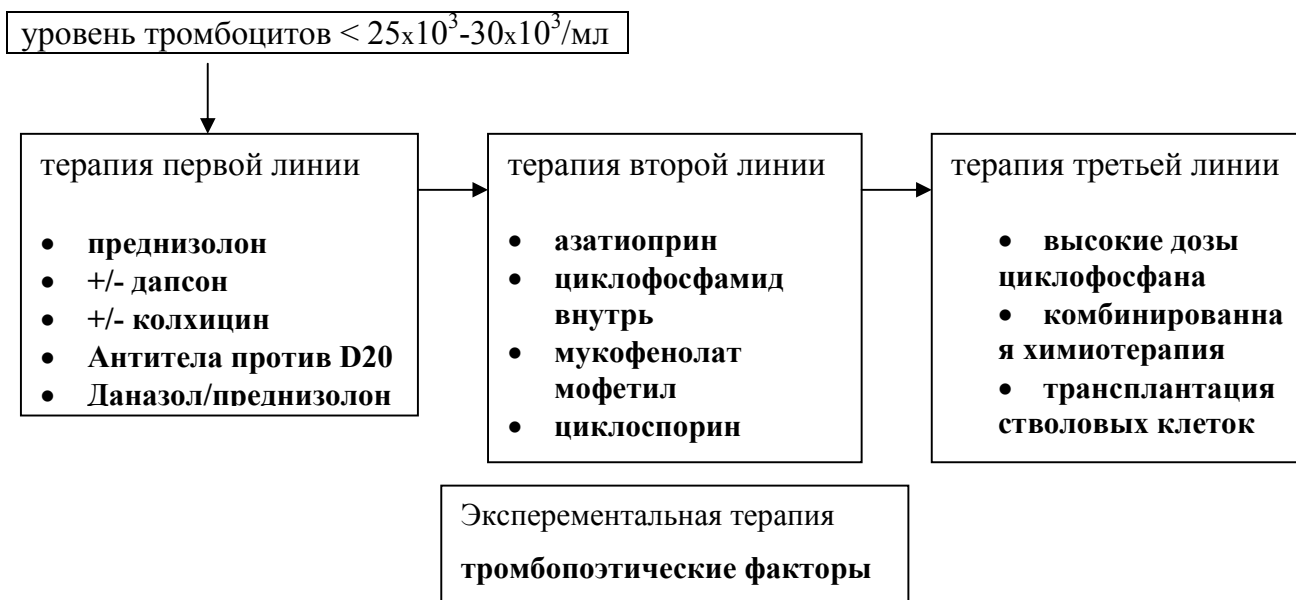 уровень тромбоцитов < 25x10³-30x10³/мл
терапия первой линии
• преднизолон
• +/- дапсон
• +/- колхицин
• Антитела против D20
• Даназол/преднизолон
терапия второй линии
• азатиоприн
• циклофосфамид
внутрь
• мукофенолат
мофетил
• циклоспорин
терапия третьей линии
• высокие дозы
циклофосфана
• комбинированна
я химиотерапия
• трансплантация
стволовых клеток
Эксперементальная терапия
тромбопоэтические факторы